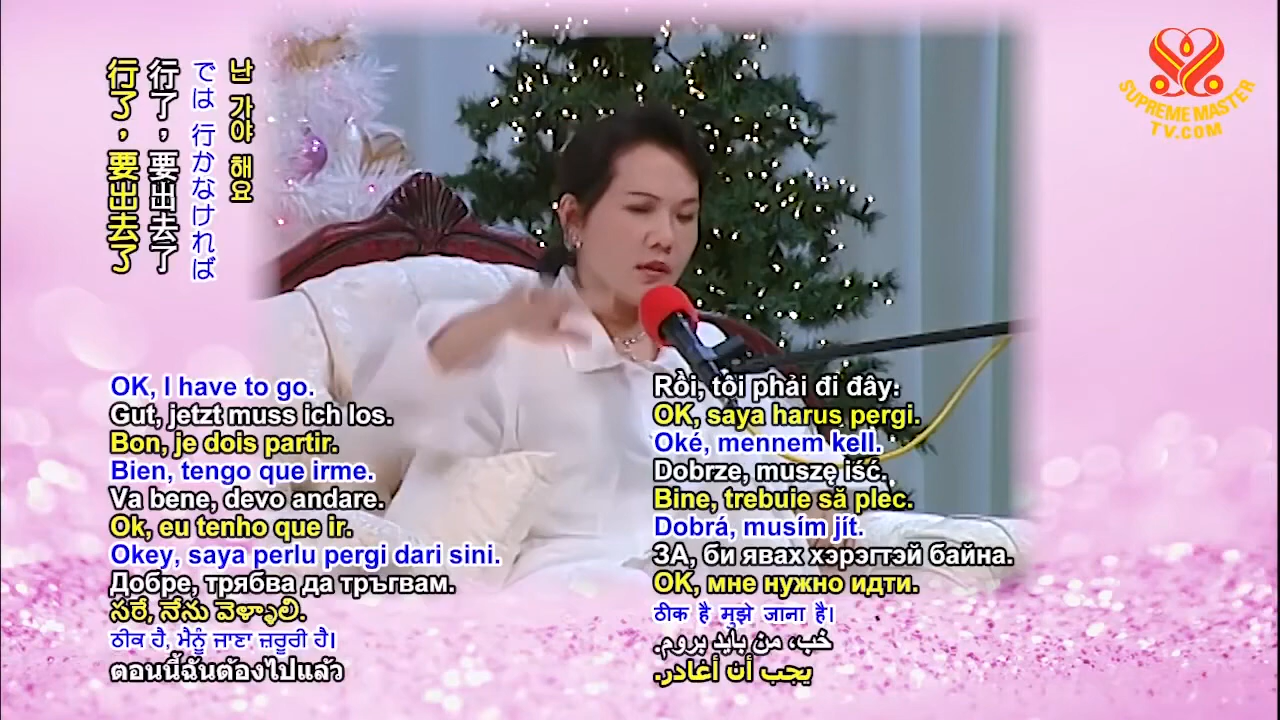 行了，要出去了
行了，要出去了
では 行かなければ
난 가야 해요
SUPREME MASTER
TV.COM
OK, I have to go.
Gut, jetzt muss ich los.
Bon, je dois partir.
Bien, tengo que irme.
Va bene, devo andare.
Ok, eu tenho que ir.
Okey, saya perlu pergi dari sini.
Добре, трябва да тръгвам.
సరే, నేను వెళ్ళాలి.
ਠੀਕ ਹੈ, ਮੈਨੂੰ ਜਾਣਾ ਜ਼ਰੂਰੀ ਹੈ।
ตอนนี้ฉันต้องไปแล้ว
Rồi, tôi phải đi đây.
OK, saya harus pergi.
Oké, mennem kell.
Dobrze, muszę iść.
Bine, trebuie să plec.
Dobrá, musím jít.
ЗА, би явах хэрэгтэй байна.
ОК, мне нужно идти.
ठीक है मुझे जाना है।
خب، من باید بروم.
يجب أن أغادر.